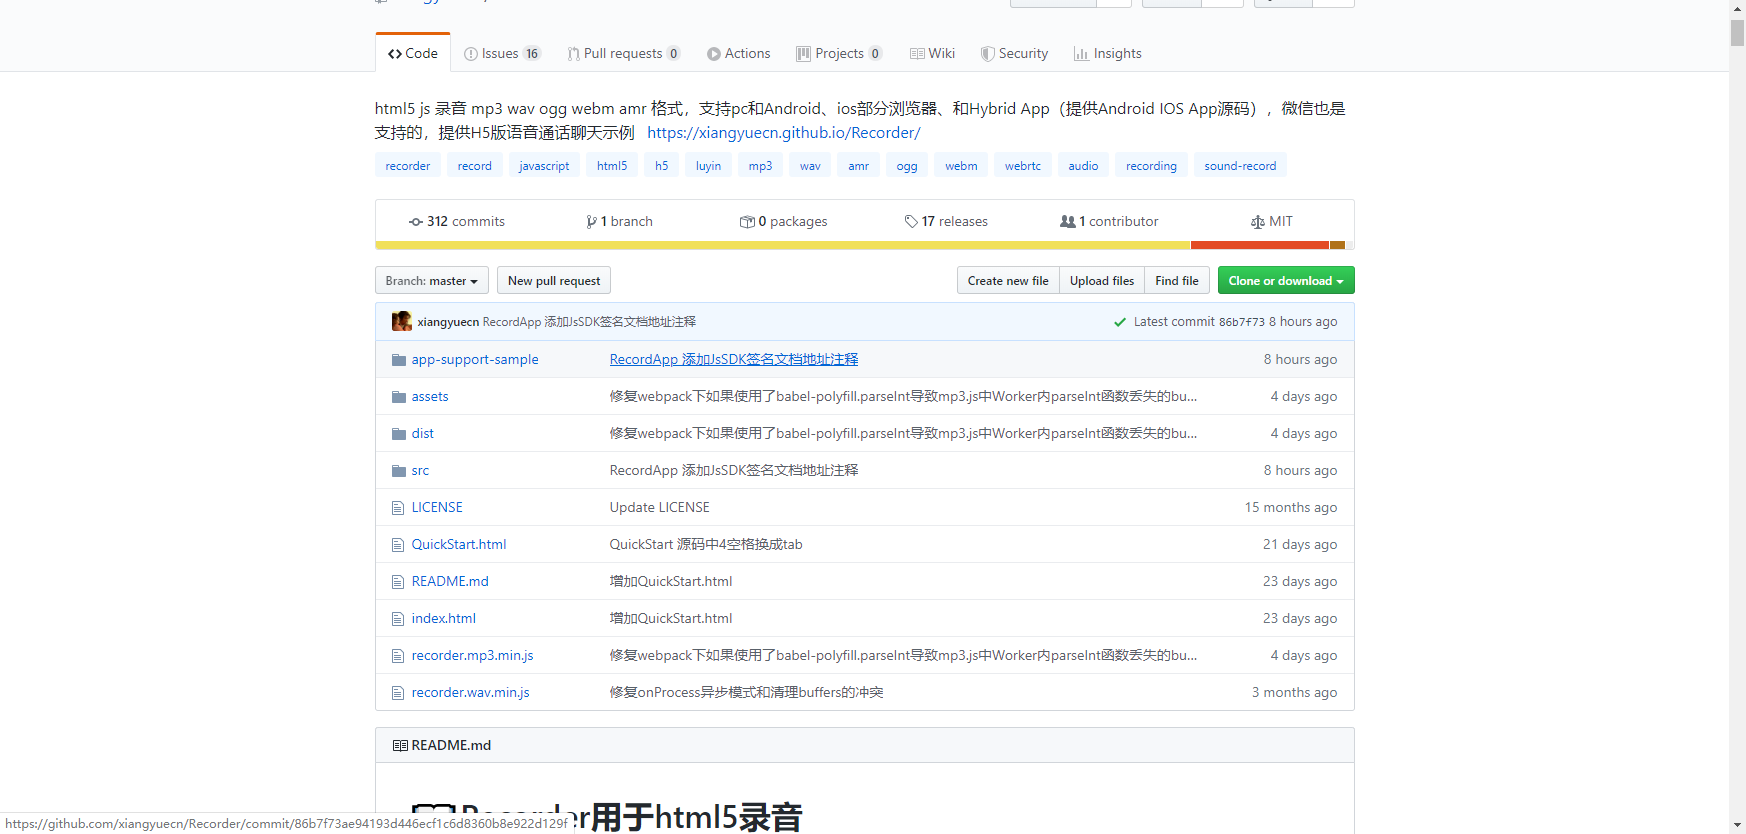 Code Issues 16 Pull requests 0 Actions Projects 0 Wiki Security Insights
html5 js 录音 mp3 wav ogg webm amr 格式，支持pc和Android、ios部分浏览器、和Hybrid App（提供Android IOS App源码），微信也是
支持的，提供H5版语音通话聊天示例 https://xiangyuecn.github.io/Recorder/
recorder record javascript html5 h5 luyin mp3 wav amr ogg webm webrtc audio recording sound-record
312 commits 1 branch 0 packages 17 releases 1 contributor MIT
Branch: master New pull request Create new file Upload files Find file Clone or download
xiangyuecn RecordApp 添加JsSDK签名文档地址注释 Latest commit 86b7f73 8 hours ago
app-support-sample RecordApp 添加JsSDK签名文档地址注释 8 hours ago
assets 修复webpack下如果使用了babel-polyfill.parseInt导致mp3.js中Worker内parseInt函数丢失的bu... 4 days ago
dist 修复webpack下如果使用了babel-polyfill.parseInt导致mp3.js中Worker内parseInt函数丢失的bu... 4 days ago
src RecordApp 添加JsSDK签名文档地址注释 8 hours ago
LICENSE Update LICENSE 15 months ago
QuickStart.html QuickStart 源码中4空格换成tab 21 days ago
README.md 增加QuickStart.html 23 days ago
index.html 增加QuickStart.html 23 days ago
recorder.mp3.min.js 修复webpack下如果使用了babel-polyfill.parseInt导致mp3.js中Worker内parseInt函数丢失的bu... 4 days ago
recorder.wav.min.js 修复onProcess异步模式和清理buffers的冲突 3 months ago
README.md
Recorder用于html5录音
https://github.com/xiangyuecn/Recorder/commit/86b7f73ae94193d446ecf1c6d8360b8e922d129f